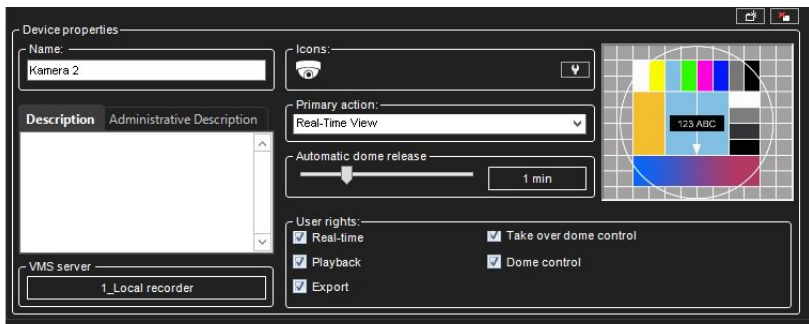 Device properties
Name:
Kamera 2
Description
Administrative Description
VMS server
1_Local recorder
Icons:
Primary action:
Real-Time View
Automatic dome release
1 min
123 ABC
User rights:
Real-time
Take over dome control
Playback
Dome control
Export